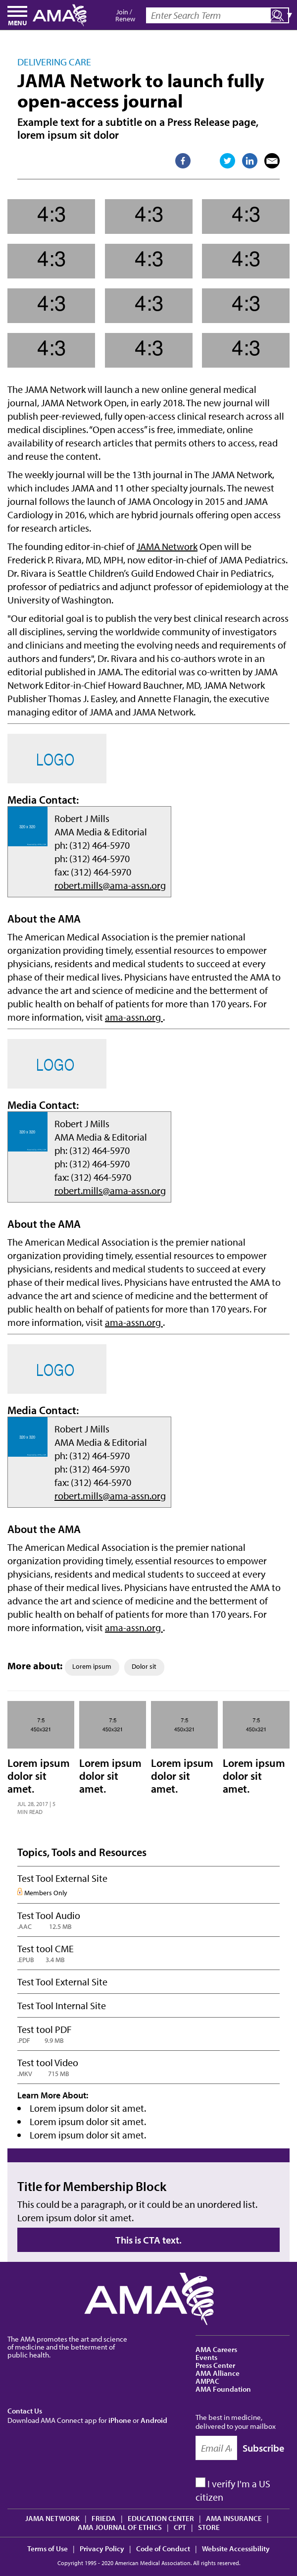 MENU
AMA
Join /
Renew
Enter Search Term
DELIVERING CARE
JAMA Network to launch fully
open-access journal
Example text for a subtitle on a Press Release page,
lorem ipsum sit dolor
4:3 4:3 4:3
4:3 4:3 4:3
4:3 4:3 4:3
4:3 4:3 4:3
The JAMA Network will launch a new online general medical
journal, JAMA Network Open, in early 2018. The new journal will
publish peer-reviewed, fully open-access clinical research across all
medical disciplines. “Open access” is free, immediate, online
availability of research articles that permits others to access, read
and reuse the content.
The weekly journal will be the 13th journal in The JAMA Network,
which includes JAMA and 11 other specialty journals. The newest
journal follows the launch of JAMA Oncology in 2015 and JAMA
Cardiology in 2016, which are hybrid journals offering open access
for research articles.
The founding editor-in-chief of JAMA Network Open will be
Frederick P. Rivara, MD, MPH, now editor-in-chief of JAMA Pediatrics.
Dr. Rivara is Seattle Children’s Guild Endowed Chair in Pediatrics,
professor of pediatrics and adjunct professor of epidemiology at the
University of Washington.
"Our editorial goal is to publish the very best clinical research across
all disciplines, serving the worldwide community of investigators
and clinicians and meeting the evolving needs and requirements of
authors and funders", Dr. Rivara and his co-authors wrote in an
editorial published in JAMA. The editorial was co-written by JAMA
Network Editor-in-Chief Howard Bauchner, MD, JAMA Network
Publisher Thomas J. Easley, and Annette Flanagin, the executive
managing editor of JAMA and JAMA Network.
LOGO
Media Contact:
Robert J Mills
AMA Media & Editorial
ph: (312) 464-5970
ph: (312) 464-5970
fax: (312) 464-5970
robert.mills@ama-assn.org
About the AMA
The American Medical Association is the premier national
organization providing timely, essential resources to empower
physicians, residents and medical students to succeed at every
phase of their medical lives. Physicians have entrusted the AMA to
advance the art and science of medicine and the betterment of
public health on behalf of patients for more than 170 years. For
more information, visit ama-assn.org .
LOGO
Media Contact:
Robert J Mills
AMA Media & Editorial
ph: (312) 464-5970
ph: (312) 464-5970
fax: (312) 464-5970
robert.mills@ama-assn.org
About the AMA
The American Medical Association is the premier national
organization providing timely, essential resources to empower
physicians, residents and medical students to succeed at every
phase of their medical lives. Physicians have entrusted the AMA to
advance the art and science of medicine and the betterment of
public health on behalf of patients for more than 170 years. For
more information, visit ama-assn.org .
LOGO
Media Contact:
Robert J Mills
AMA Media & Editorial
ph: (312) 464-5970
ph: (312) 464-5970
fax: (312) 464-5970
robert.mills@ama-assn.org
About the AMA
The American Medical Association is the premier national
organization providing timely, essential resources to empower
physicians, residents and medical students to succeed at every
phase of their medical lives. Physicians have entrusted the AMA to
advance the art and science of medicine and the betterment of
public health on behalf of patients for more than 170 years. For
more information, visit ama-assn.org .
More about: Lorem ipsum Dolor sit
7:5 7:5 7:5 7:5
450x321 450x321 450x321 450x321
Lorem ipsum Lorem ipsum Lorem ipsum Lorem ipsum
dolor sit dolor sit dolor sit dolor sit
amet. amet. amet. amet.
JUL 28, 2017 | 5
MIN READ
Topics, Tools and Resources
Test Tool External Site
Members Only
Test Tool Audio
.AAC 12.5 MB
Test tool CME
.EPUB 3.4 MB
Test Tool External Site
Test Tool Internal Site
Test tool PDF
.PDF 9.9 MB
Test tool Video
.MKV 715 MB
Learn More About:
Lorem ipsum dolor sit amet.
Lorem ipsum dolor sit amet.
Lorem ipsum dolor sit amet.
Title for Membership Block
This could be a paragraph, or it could be an unordered list.
Lorem ipsum dolor sit amet.
This is CTA text.
AMA
The AMA promotes the art and science
of medicine and the betterment of
public health.
AMA Careers
Events
Press Center
AMA Alliance
AMPAC
AMA Foundation
Contact Us
Download AMA Connect app for iPhone or Android
The best in medicine,
delivered to your mailbox
Email A Subscribe
I verify I'm a US
citizen
JAMA NETWORK | FRIEDA | EDUCATION CENTER | AMA INSURANCE |
AMA JOURNAL OF ETHICS | CPT | STORE
Terms of Use | Privacy Policy | Code of Conduct | Website Accessibility
Copyright 1995 - 2020 American Medical Association. All rights reserved.